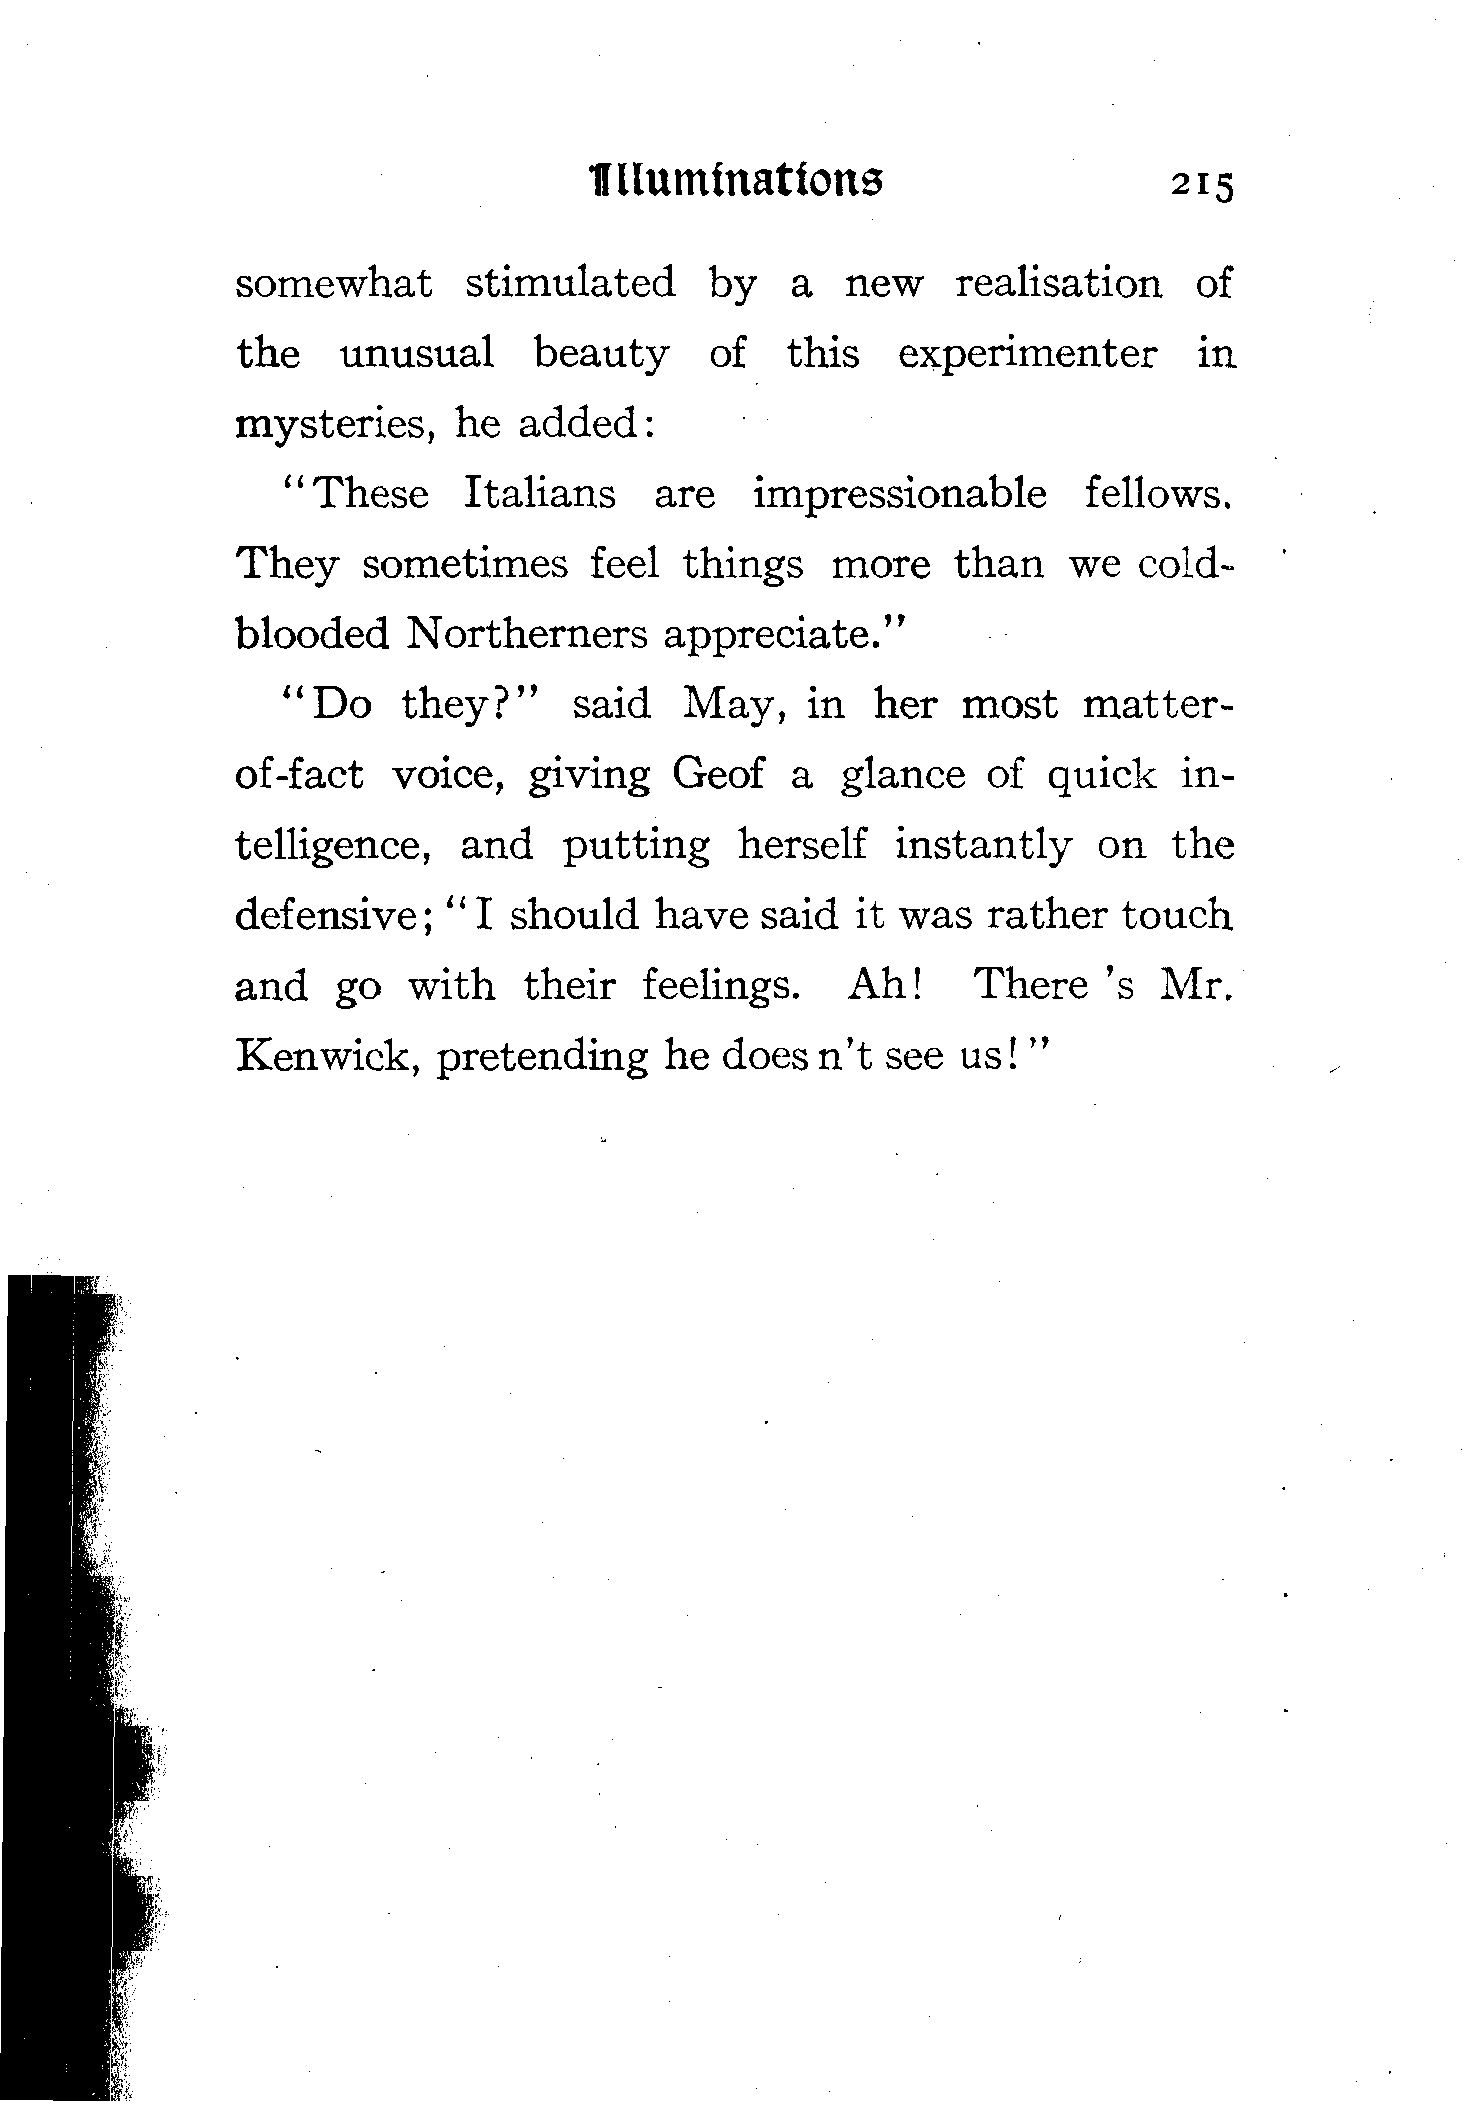 Illuminations 215
somewhat stimulated by a new realisation of
the unusual beauty of this experimenter in
mysteries, he added:
"These Italians are impressionable fellows.
They sometimes feel things more than we cold-
blooded Northerners appreciate."
"Do they?" said May, in her most matter-
of-fact voice, giving Geof a glance of quick in-
telligence, and putting herself instantly on the
defensive; "I should have said it was rather touch
and go with their feelings. Ah! There 's Mr.
Kenwick, pretending he does n't see us!"